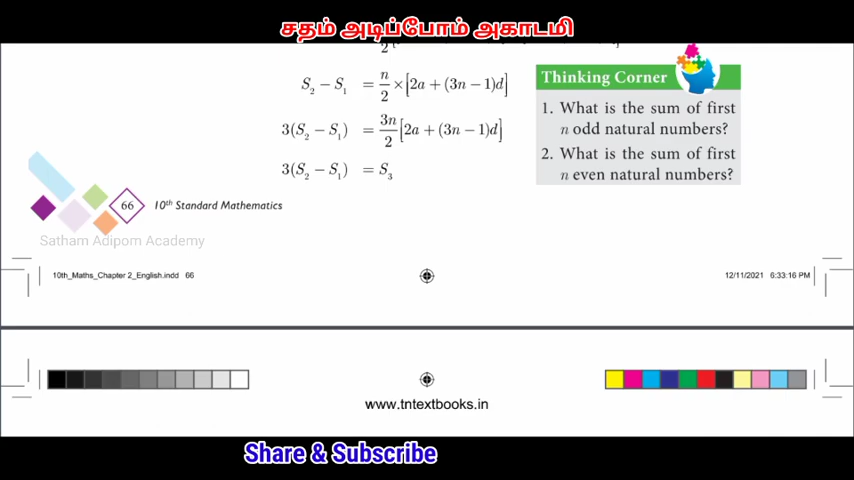 சதம் அடிப்போம் அகாடமி
2
S₂ − S₁ = n/2 × [2a + (3n − 1)d]
3(S₂ − S₁) = 3n/2 [2a + (3n − 1)d]
3(S₂ − S₁) = S₃
Thinking Corner
1. What is the sum of first
n odd natural numbers?
2. What is the sum of first
n even natural numbers?
66 10th Standard Mathematics
Satham Adipom Academy
10th_Maths_Chapter 2_English.indd 66
12/11/2021 6:33:16 PM
www.tntextbooks.in
Share & Subscribe